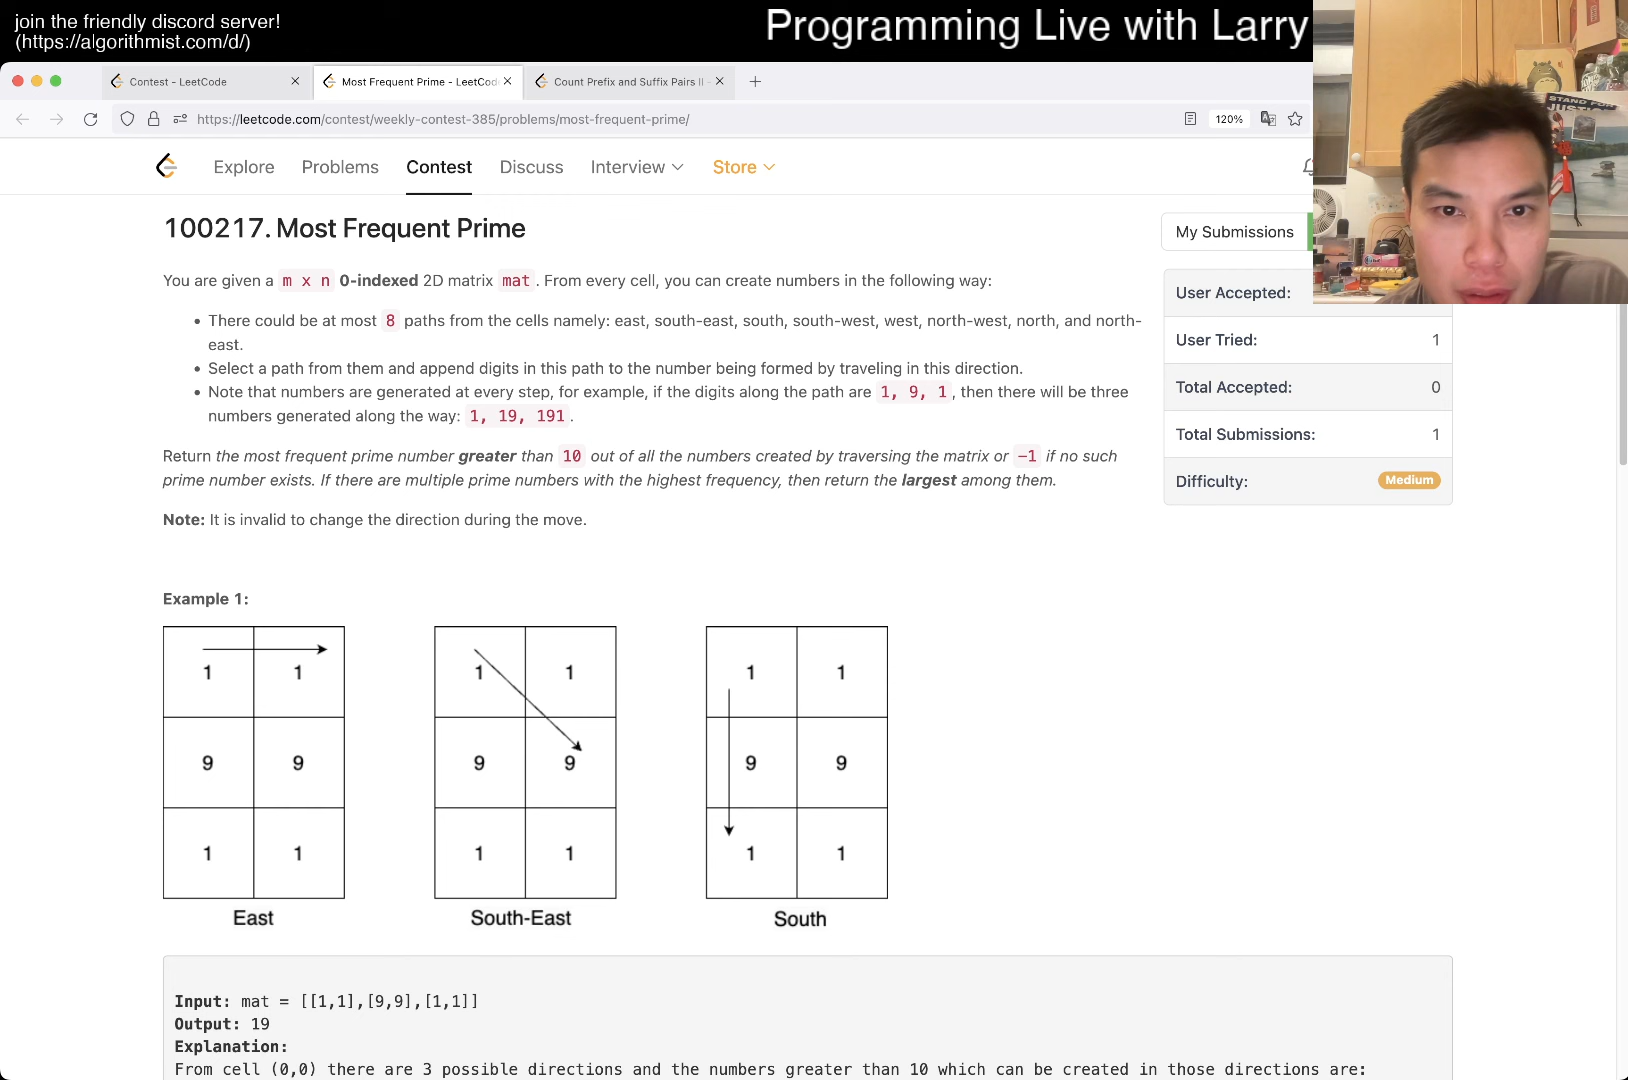 join the friendly discord server!
(https://algorithmist.com/d/)
Programming Live with Larry
Contest - LeetCode
Most Frequent Prime - LeetCod
Count Prefix and Suffix Pairs II -
https://leetcode.com/contest/weekly-contest-385/problems/most-frequent-prime/
120%
Explore Problems Contest Discuss Interview Store
100217. Most Frequent Prime
My Submissions
You are given a m x n 0-indexed 2D matrix mat . From every cell, you can create numbers in the following way:
• There could be at most 8 paths from the cells namely: east, south-east, south, south-west, west, north-west, north, and north-
east.
• Select a path from them and append digits in this path to the number being formed by traveling in this direction.
• Note that numbers are generated at every step, for example, if the digits along the path are 1, 9, 1 , then there will be three
numbers generated along the way: 1, 19, 191 .
Return the most frequent prime number greater than 10 out of all the numbers created by traversing the matrix or -1 if no such
prime number exists. If there are multiple prime numbers with the highest frequency, then return the largest among them.
Note: It is invalid to change the direction during the move.
User Accepted:
User Tried: 1
Total Accepted: 0
Total Submissions: 1
Difficulty: Medium
Example 1:
1 1 1 1 1 1
9 9 9 9 9 9
1 1 1 1 1 1
East South-East South
Input: mat = [[1,1],[9,9],[1,1]]
Output: 19
Explanation:
From cell (0,0) there are 3 possible directions and the numbers greater than 10 which can be created in those directions are:
STAND FOR